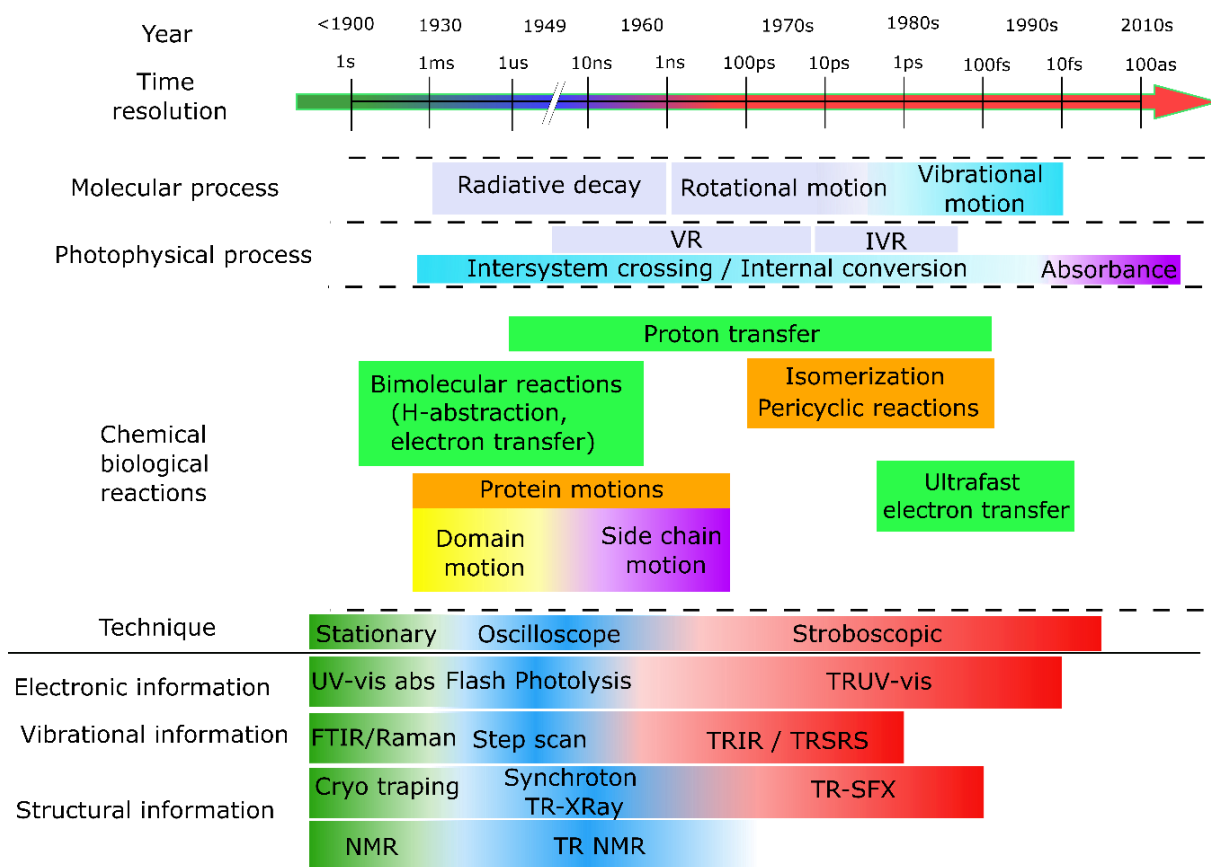 Year <1900 1930 1949 1960 1970s 1980s 1990s 2010s
Time
resolution
1s 1ms 1us 10ns 1ns 100ps 10ps 1ps 100fs 10fs 100as
Molecular process
Radiative decay
Rotational motion
Vibrational
motion
Photophysical process
VR
IVR
Intersystem crossing / Internal conversion
Absorbance
Chemical
biological
reactions
Proton transfer
Bimolecular reactions
(H-abstraction,
electron transfer)
Isomerization
Pericyclic reactions
Protein motions
Domain
motion
Side chain
motion
Ultrafast
electron transfer
Technique
Stationary
Oscilloscope
Stroboscopic
Electronic information
UV-vis abs
Flash Photolysis
TRUV-vis
Vibrational information
FTIR/Raman
Step scan
TRIR / TRSRS
Structural information
Cryo traping
Synchroton
TR-XRay
TR-SFX
NMR
TR NMR